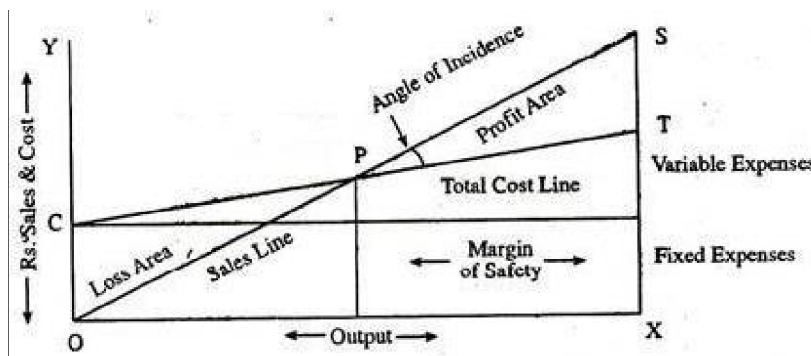 Y
S
Angle of Incidence
Profit Area
T
P
Variable Expenses
Total Cost Line
Rs. Sales & Cost
C
Loss Area
Sales Line
Margin
of Safety
Fixed Expenses
O
Output
X